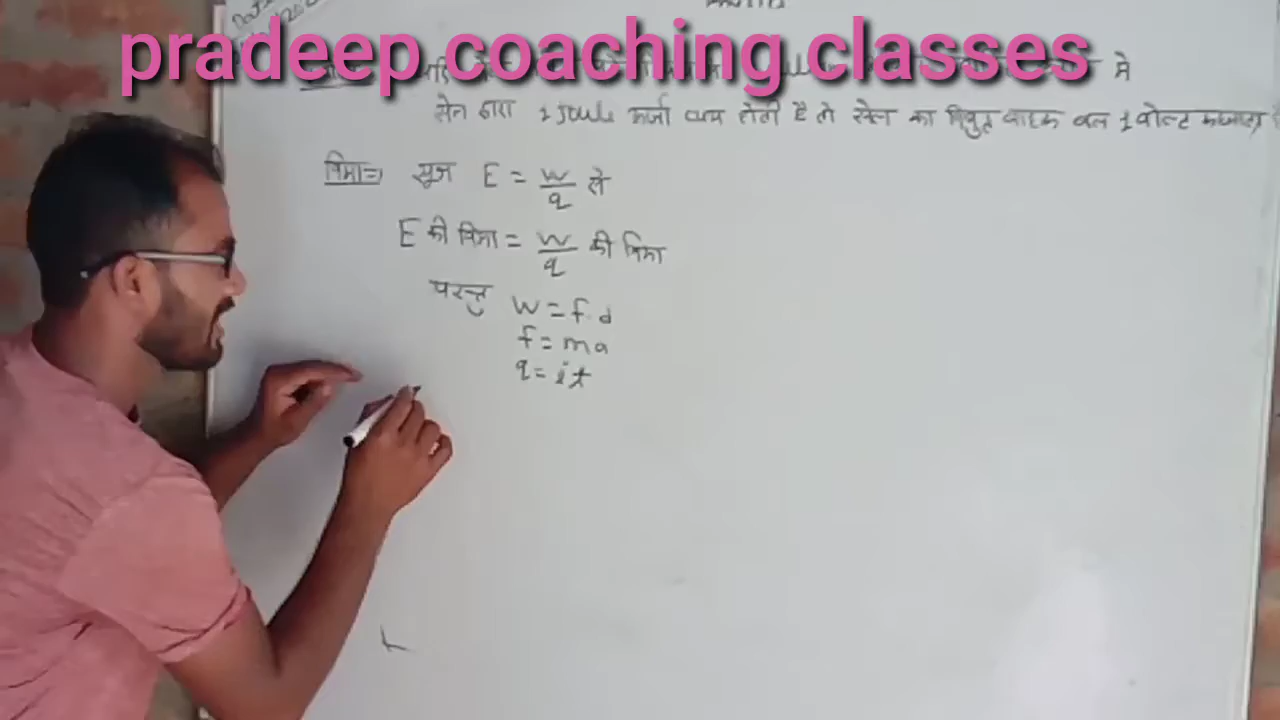 pradeep coaching classes
में
सेल द्वारा 1 Joule ऊर्जा व्यय होती है तो सेल का विद्युत वाहक बल 1 वोल्ट कहलाता
विमा=> सूत्र E = w/q से
E की विमा = w/q की विमा
परन्तु w = f.d
f = ma
q = it